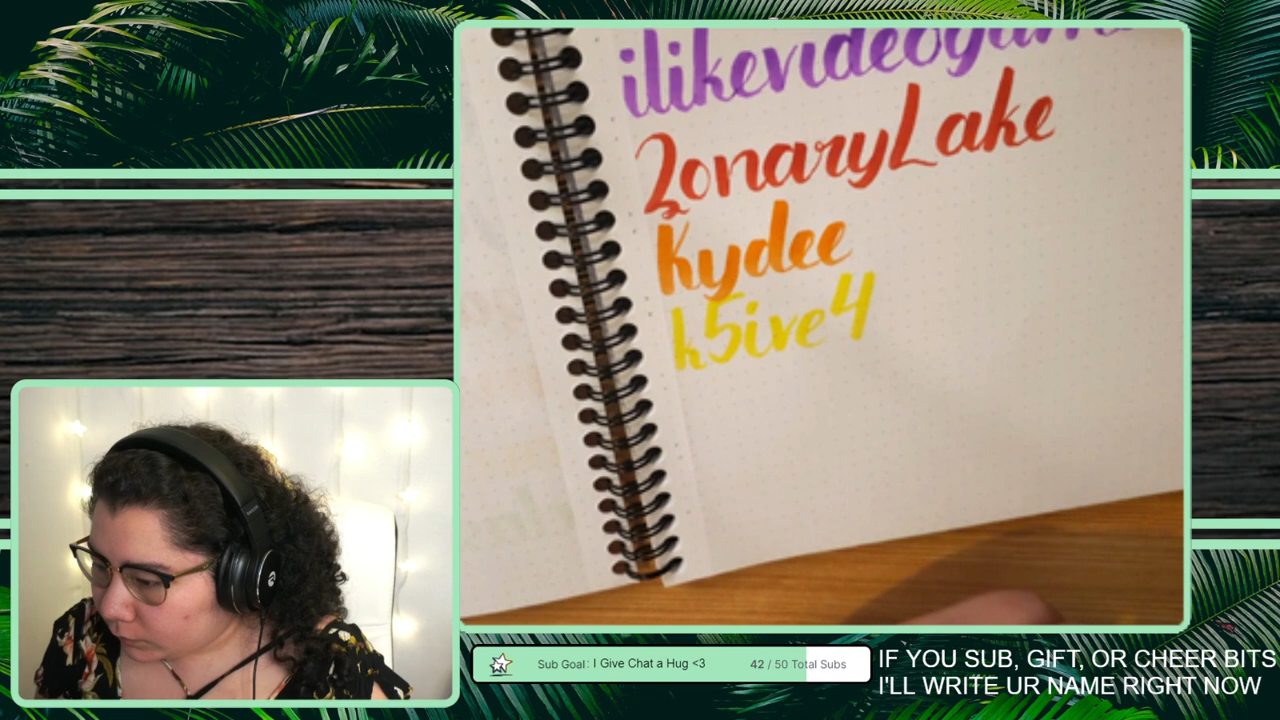 ilikevideogam
2onaryLake
Kydee
k5ive4
Sub Goal: I Give Chat a Hug <3 42 / 50 Total Subs
IF YOU SUB, GIFT, OR CHEER BITS
I'LL WRITE UR NAME RIGHT NOW